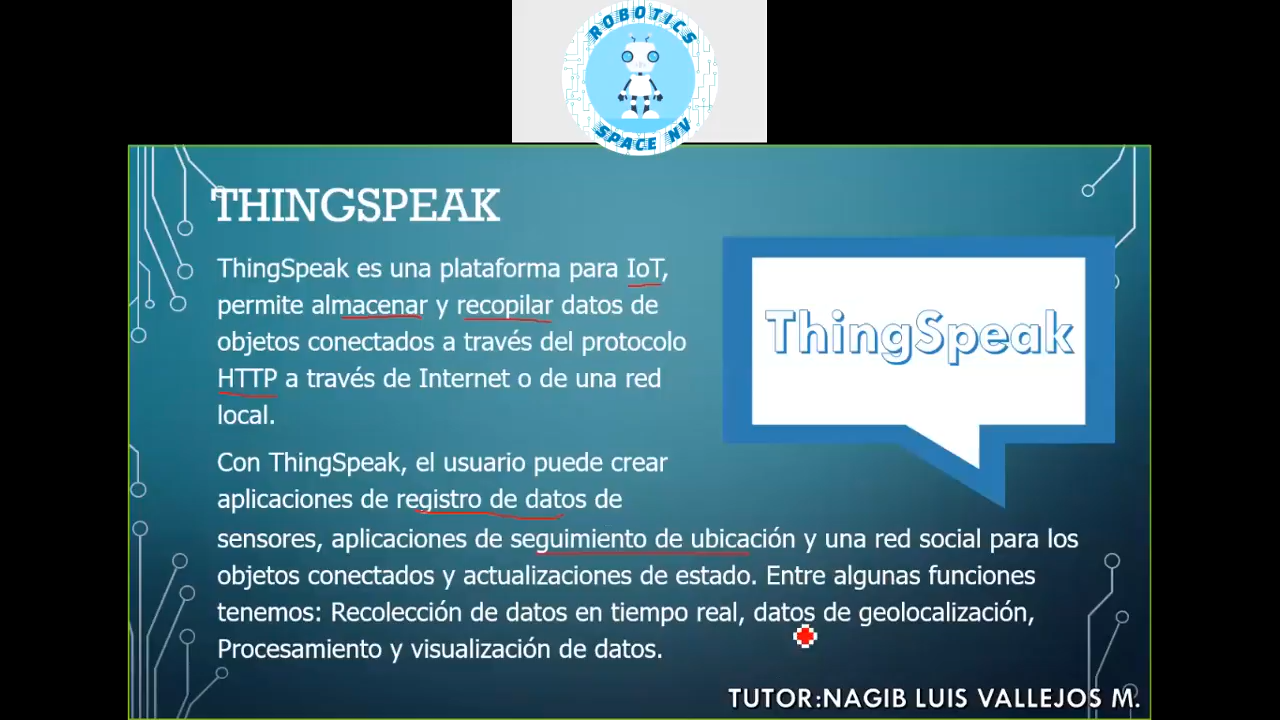 ROBOTICS
SPACE NV
THINGSPEAK
ThingSpeak es una plataforma para IoT,
permite almacenar y recopilar datos de
objetos conectados a través del protocolo
HTTP a través de Internet o de una red
local.
ThingSpeak
Con ThingSpeak, el usuario puede crear
aplicaciones de registro de datos de
sensores, aplicaciones de seguimiento de ubicación y una red social para los
objetos conectados y actualizaciones de estado. Entre algunas funciones
tenemos: Recolección de datos en tiempo real, datos de geolocalización,
Procesamiento y visualización de datos.
TUTOR:NAGIB LUIS VALLEJOS M.